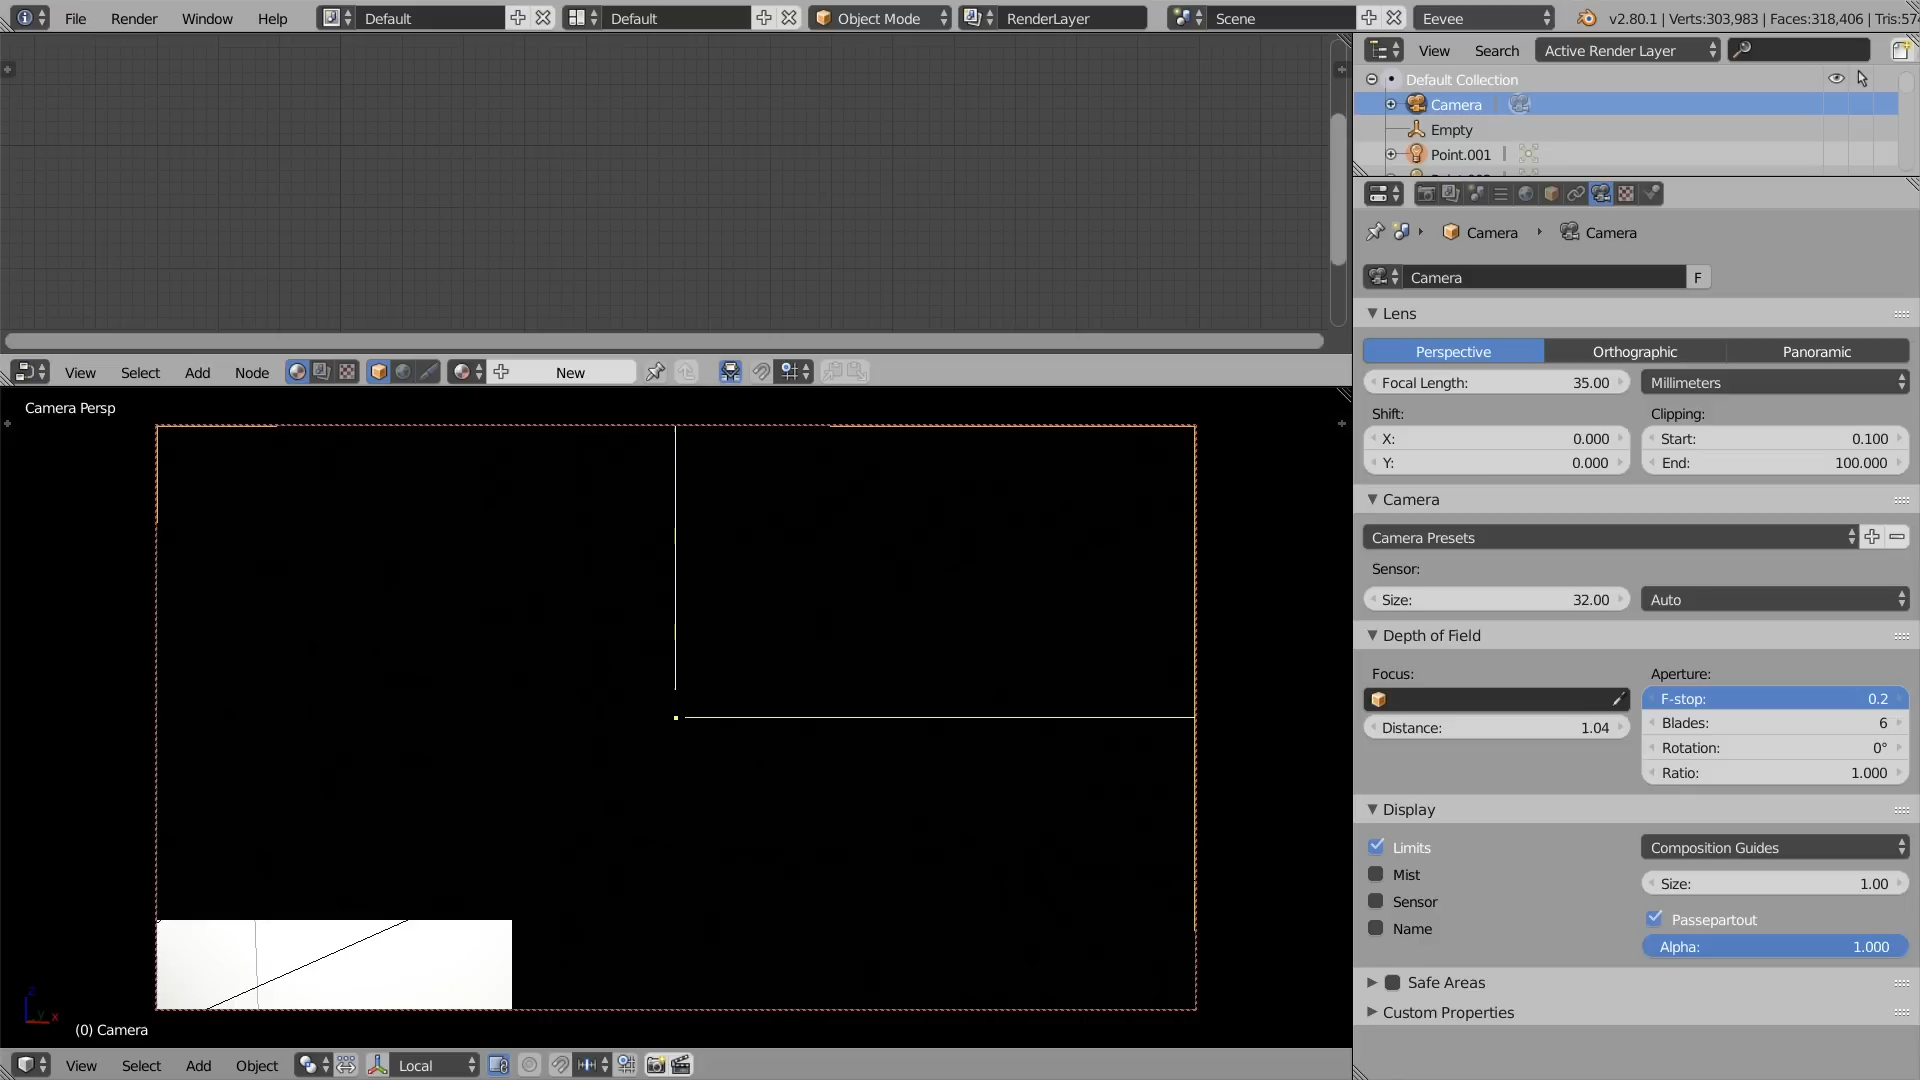 File Render Window Help Default Default Object Mode RenderLayer Scene Eevee v2.80.1 | Verts:303,983 | Faces:318,406 | Tris:574
View Search Active Render Layer
Default Collection
Camera
Empty
Point.001
Camera Camera
Camera F
Lens
Perspective Orthographic Panoramic
Focal Length: 35.00 Millimeters
Shift: Clipping:
X: 0.000 Start: 0.100
Y: 0.000 End: 100.000
Camera
Camera Presets
Sensor:
Size: 32.00 Auto
Depth of Field
Focus: Aperture:
F-stop: 0.2
Distance: 1.04 Blades: 6
Rotation: 0°
Ratio: 1.000
Display
Limits Composition Guides
Mist Size: 1.00
Sensor Passepartout
Name Alpha: 1.000
Safe Areas
Custom Properties
View Select Add Node New
Camera Persp
z
y x
(0) Camera
View Select Add Object Local